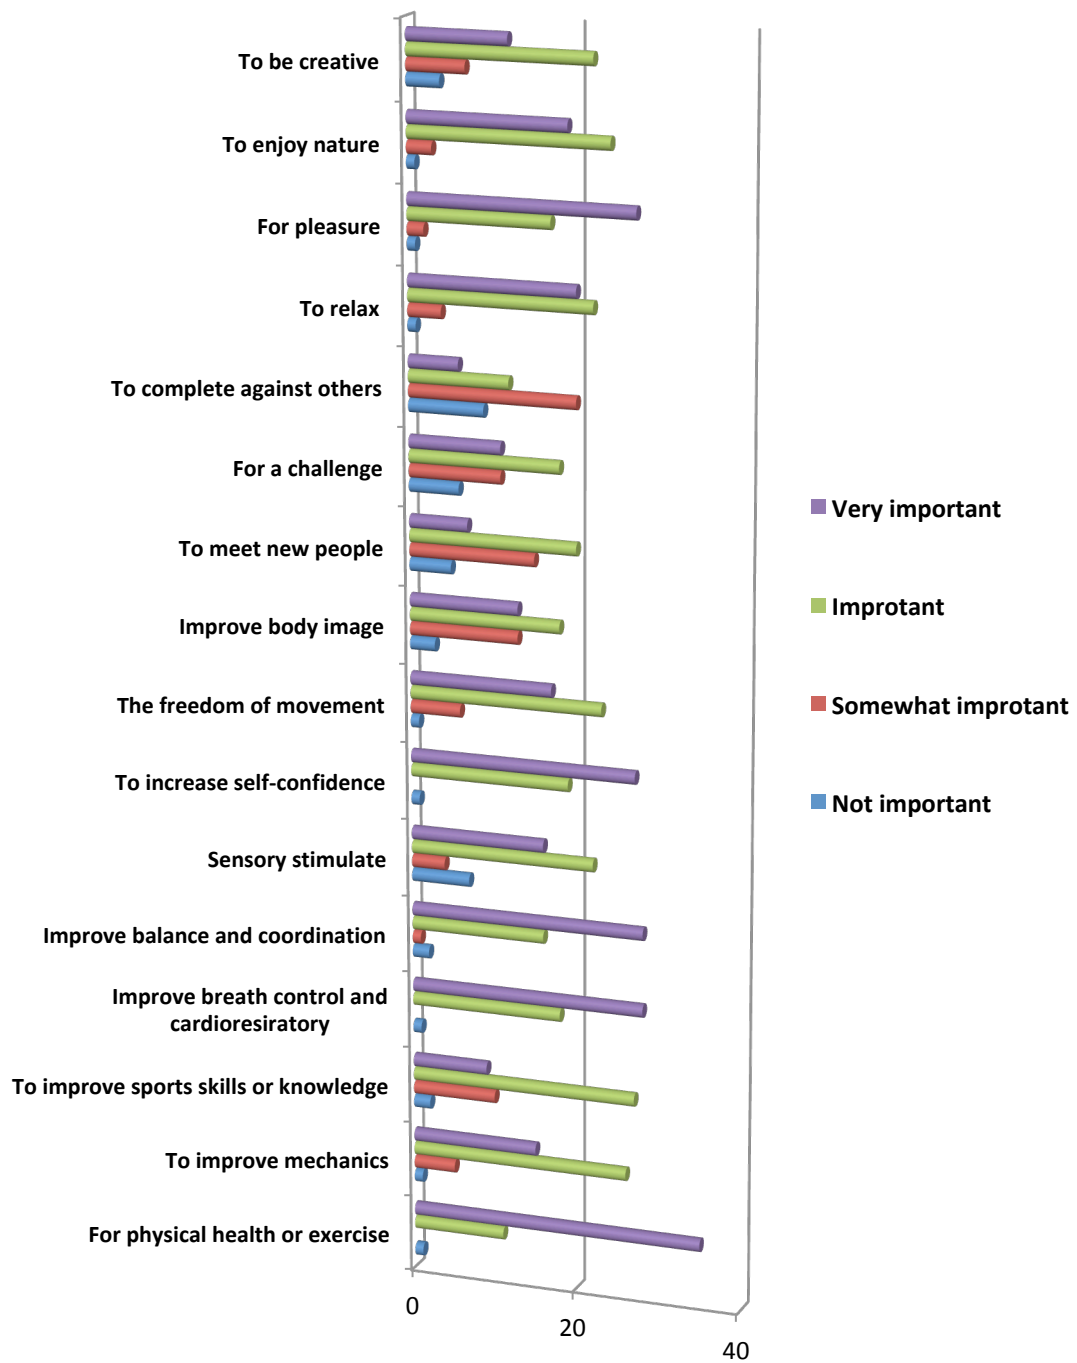 To be creative
To enjoy nature
For pleasure
To relax
To complete against others
For a challenge
To meet new people
Improve body image
The freedom of movement
To increase self-confidence
Sensory stimulate
Improve balance and coordination
Improve breath control and
cardioresiratory
To improve sports skills or knowledge
To improve mechanics
For physical health or exercise
0
20
40
Very important
Improtant
Somewhat improtant
Not important